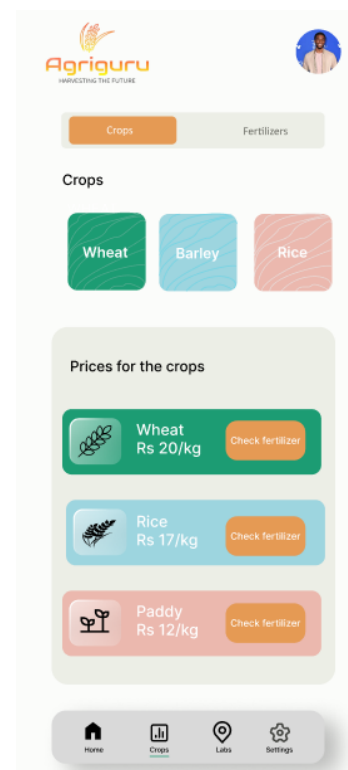 Agriguru
HARVESTING THE FUTURE
Crops
Fertilizers
Crops
Wheat
Barley
Rice
Prices for the crops
Wheat
Rs 20/kg
Check fertilizer
Rice
Rs 17/kg
Check fertilizer
Paddy
Rs 12/kg
Check fertilizer
Home
Crops
Labs
Settings